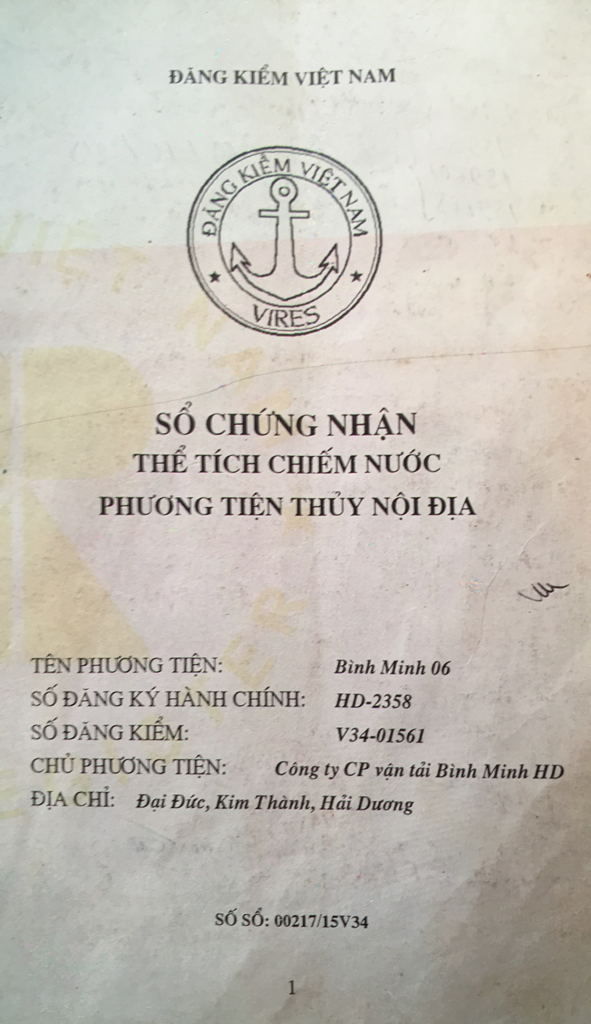 ĐĂNG KIỂM VIỆT NAM
ĐĂNG KIỂM VIỆT NAM
VIRES
SỔ CHỨNG NHẬN
THỂ TÍCH CHIẾM NƯỚC
PHƯƠNG TIỆN THỦY NỘI ĐỊA
TÊN PHƯƠNG TIỆN: Bình Minh 06
SỐ ĐĂNG KÝ HÀNH CHÍNH: HD-2358
SỐ ĐĂNG KIỂM: V34-01561
CHỦ PHƯƠNG TIỆN: Công ty CP vận tải Bình Minh HD
ĐỊA CHỈ: Đại Đức, Kim Thành, Hải Dương
SỐ SỔ: 00217/15V34
1